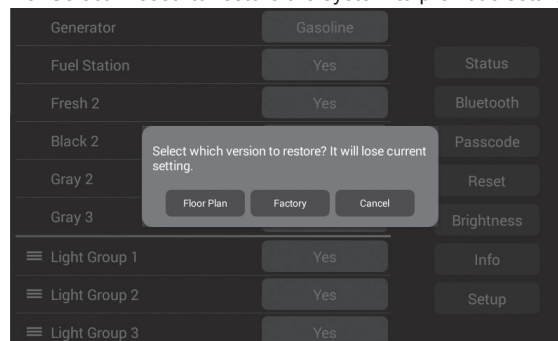 Generator Gasoline
Fuel Station Yes Status
Fresh 2 Yes Bluetooth
Black 2 Passcode
Select which version to restore? It will lose current
setting.
Gray 2 Reset
Floor Plan Factory Cancel
Gray 3 Brightness
Light Group 1 Yes Info
Light Group 2 Yes Setup
Light Group 3 Yes